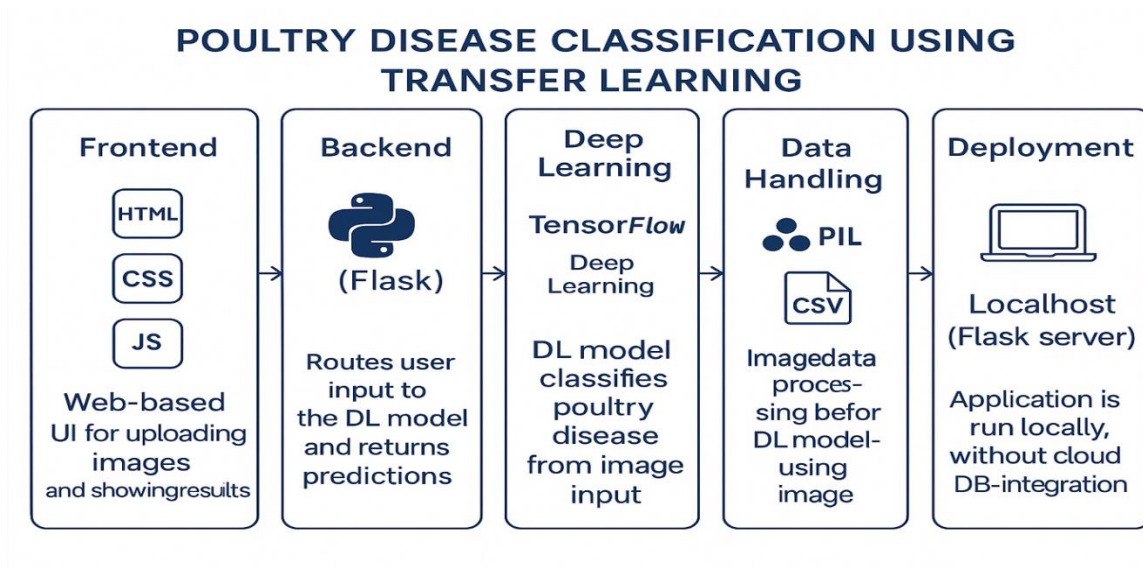 POULTRY DISEASE CLASSIFICATION USING
TRANSFER LEARNING
Frontend
HTML
CSS
JS
Web-based
UI for uploading
images
and showingresults
Backend
(Flask)
Routes user
input to
the DL model
and returns
predictions
Deep
Learning
TensorFlow
Deep
Learning
DL model
classifies
poultry
disease
from image
input
Data
Handling
PIL
CSV
Imagedata
proces-
sing befor
DL model-
using
image
Deployment
Localhost
(Flask server)
Application is
run locally,
without cloud
DB-integration